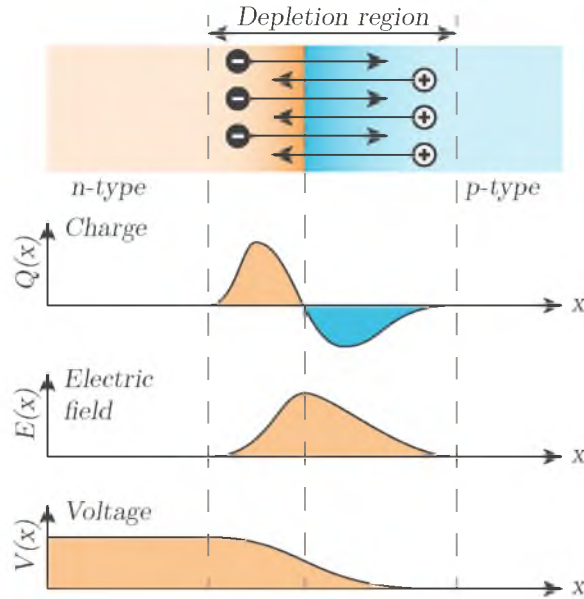 Depletion region
n-type
p-type
Charge
Q(x)
x
Electric
field
E(x)
x
Voltage
V(x)
x